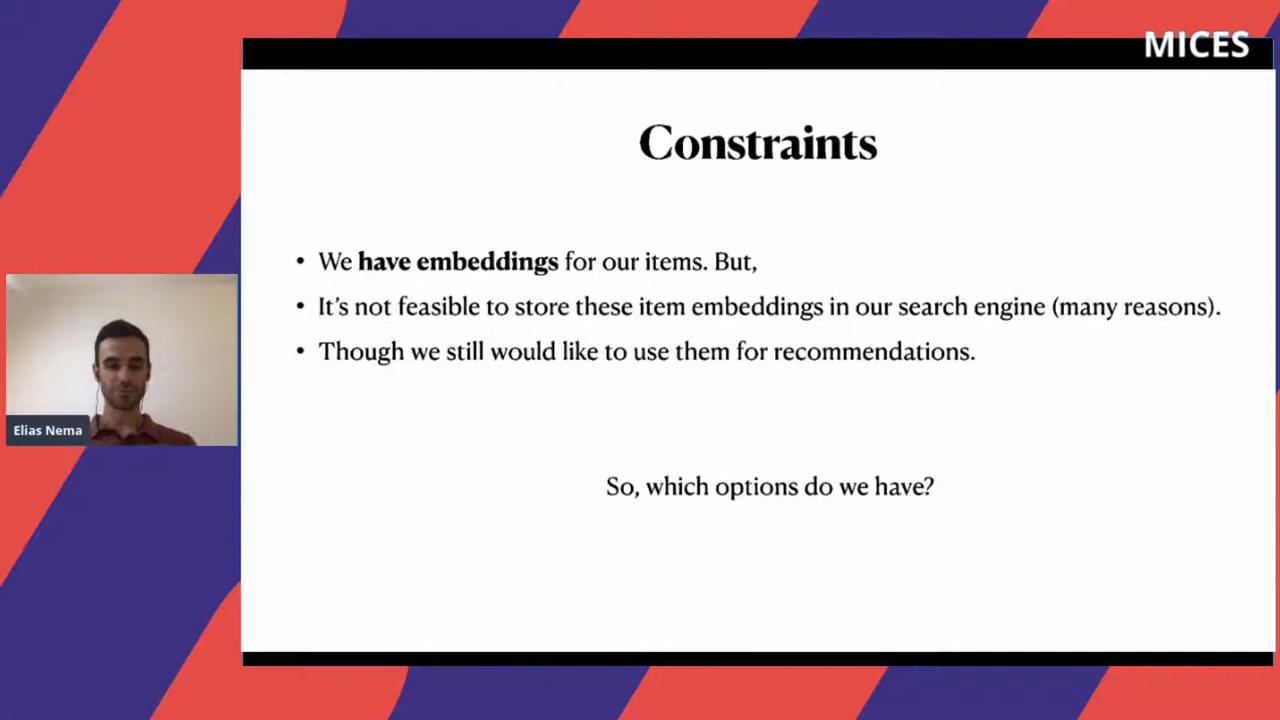 MICES
Constraints
• We have embeddings for our items. But,
• It's not feasible to store these item embeddings in our search engine (many reasons).
• Though we still would like to use them for recommendations.
So, which options do we have?
Elias Nema